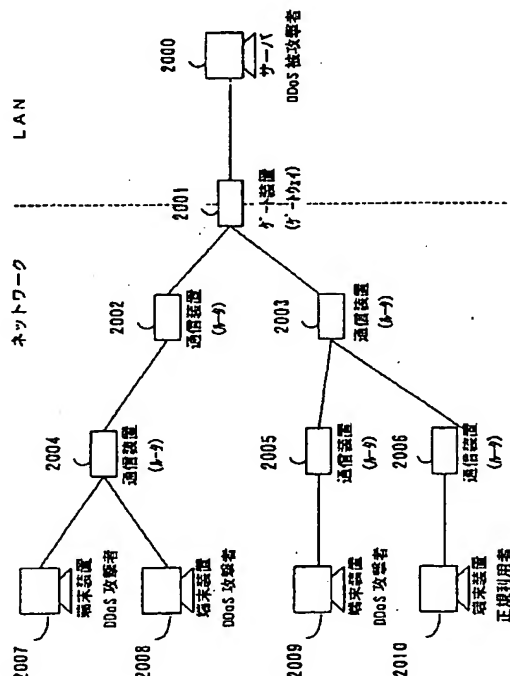 ネットワーク
LAN
2000
サーバ
DDoS 被攻撃者
2001
ゲート装置
(ゲートウェイ)
2002
通信装置
(ルータ)
2003
通信装置
(ルータ)
2004
通信装置
(ルータ)
2005
通信装置
(ルータ)
2006
通信装置
(ルータ)
2007
端末装置
DDoS 攻撃者
2008
端末装置
DDoS 攻撃者
2009
端末装置
DDoS 攻撃者
2010
端末装置
正規利用者